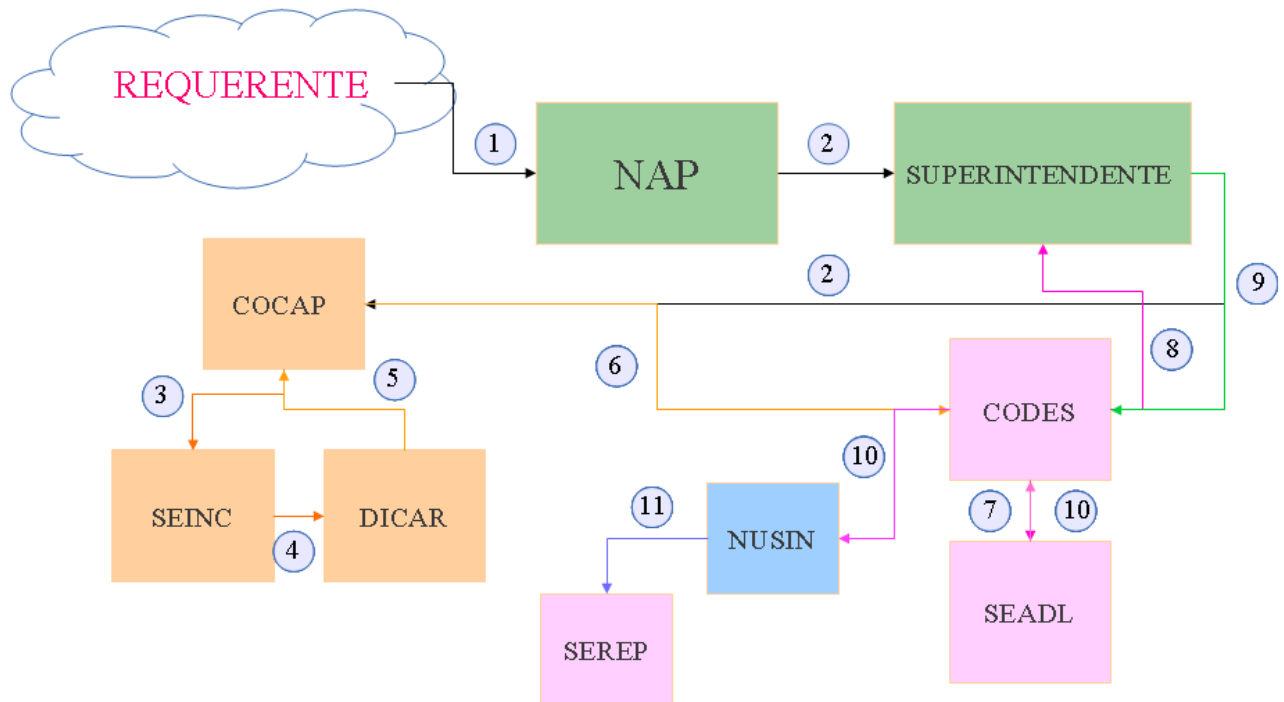 REQUERENTE
1
NAP
2
SUPERINTENDENTE
COCAP
2
9
3
5
6
8
CODES
SEINC
4
DICAR
10
11
NUSIN
7
10
SEREP
SEADL